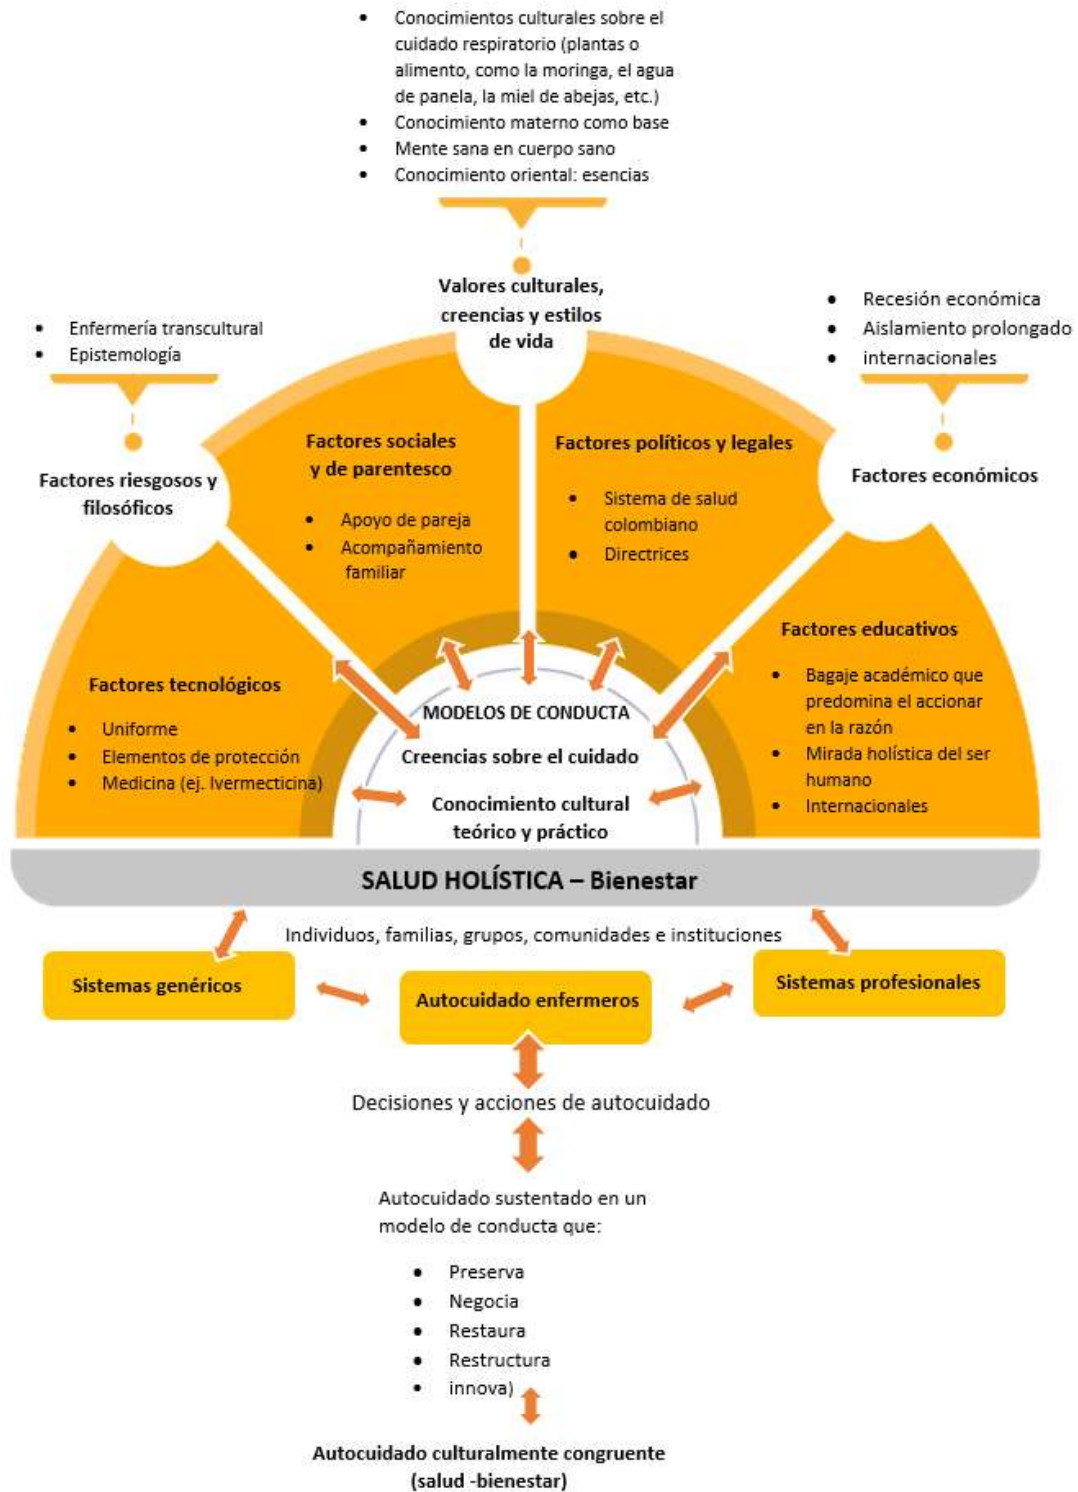 • Conocimientos culturales sobre el
cuidado respiratorio (plantas o
alimento, como la moringa, el agua
de panela, la miel de abejas, etc.)
• Conocimiento materno como base
• Mente sana en cuerpo sano
• Conocimiento oriental: esencias
Valores culturales,
creencias y estilos
de vida
• Enfermería transcultural
• Epistemología
Factores riesgosos y
filosóficos
• Recesión económica
• Aislamiento prolongado
• internacionales
Factores económicos
Factores sociales
y de parentesco
• Apoyo de pareja
• Acompañamiento
familiar
Factores políticos y legales
• Sistema de salud
colombiano
• Directrices
Factores tecnológicos
• Uniforme
• Elementos de protección
• Medicina (ej. Ivermecticina)
Factores educativos
• Bagaje académico que
predomina el accionar
en la razón
• Mirada holística del ser
humano
• Internacionales
MODELOS DE CONDUCTA
Creencias sobre el cuidado
Conocimiento cultural
teórico y práctico
SALUD HOLÍSTICA – Bienestar
Individuos, familias, grupos, comunidades e instituciones
Sistemas genéricos
Autocuidado enfermeros
Sistemas profesionales
Decisiones y acciones de autocuidado
Autocuidado sustentado en un
modelo de conducta que:
• Preserva
• Negocia
• Restaura
• Restructura
• innova)
Autocuidado culturalmente congruente
(salud -bienestar)